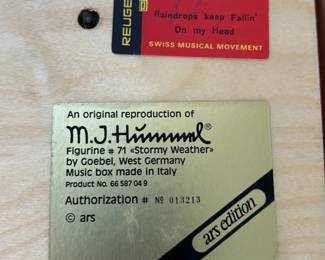 REUGE
Raindrops keep Fallin'
On my Head
SWISS MUSICAL MOVEMENT
An original reproduction of
M.J.Hümmel®
Figurine # 71 «Stormy Weather»
by Goebel, West Germany
Music box made in Italy
Product No. 66 587 04 9
Authorization # Nº 013213
© ars
ars edition